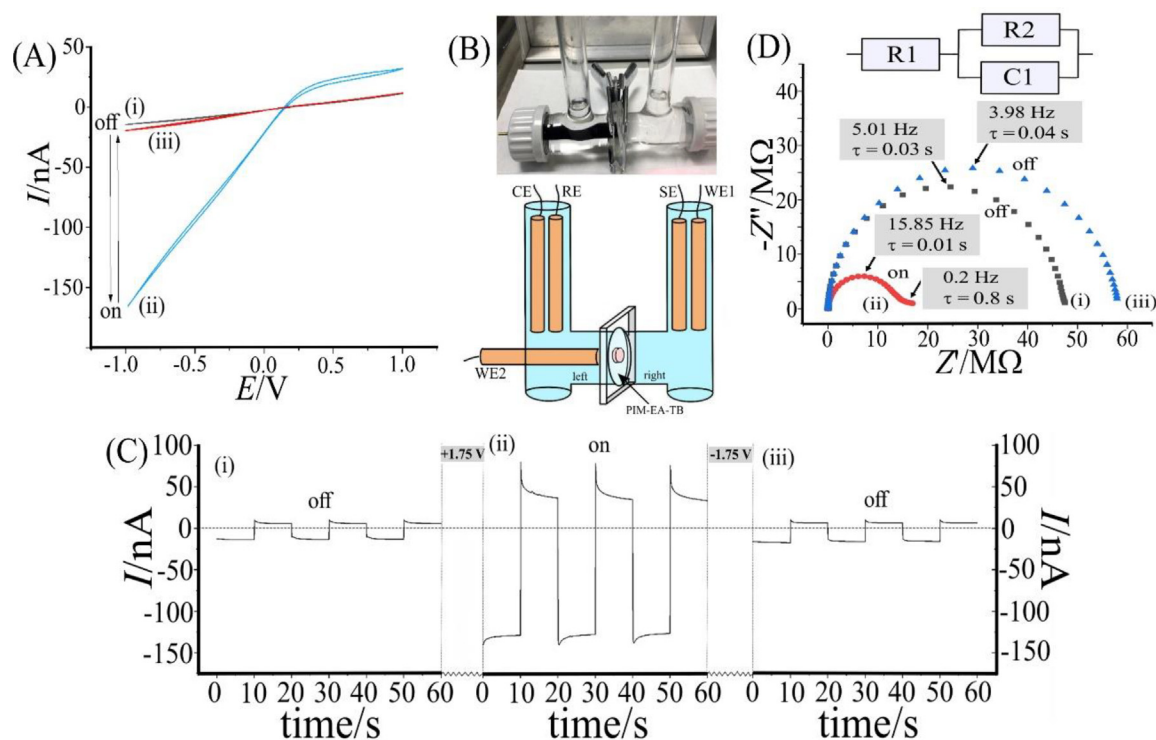 (A)
50
0
-50
-100
-150
I/nA
off
(i)
(iii)
on
(ii)
-1.0
-0.5
0.0
0.5
1.0
E/V
(B)
CE
RE
SE
WE1
WE2
left
right
PIM-EA-TB
(D)
R1
R2
C1
40
30
20
10
0
-Z''/MΩ
5.01 Hz
τ = 0.03 s
3.98 Hz
τ = 0.04 s
off
off
15.85 Hz
τ = 0.01 s
on
0.2 Hz
τ = 0.8 s
(ii)
(i)
(iii)
0 10 20 30 40 50 60
Z'/MΩ
(C)
100
50
0
-50
-100
-150
I/nA
(i)
off
+1.75 V
(ii)
on
-1.75 V
(iii)
off
100
50
0
-50
-100
-150
I/nA
0 10 20 30 40 50 60
0 10 20 30 40 50 60
0 10 20 30 40 50 60
time/s
time/s
time/s